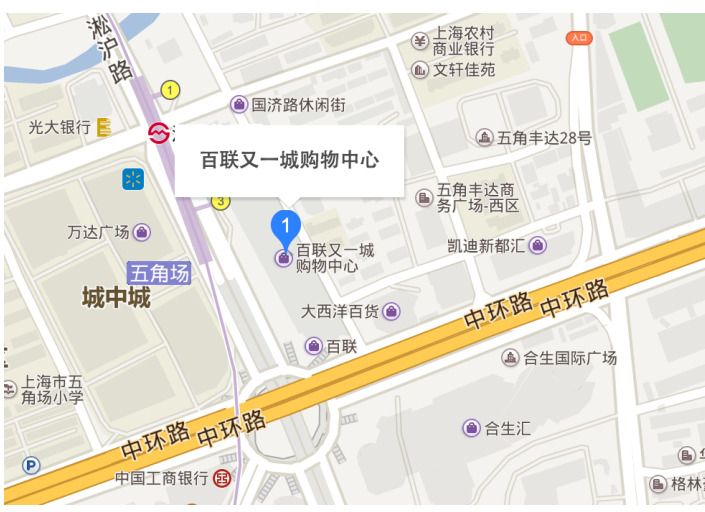 淞沪路
上海农村
商业银行
入口
文轩佳苑
1
国济路休闲街
光大银行
五角丰达28号
百联又一城购物中心
五角丰达商
务广场-西区
3
1
万达广场
凯迪新都汇
百联又一城
购物中心
五角场
城中城
大西洋百货
中环路
中环路
百联
合生国际广场
上海市五
角场小学
合生汇
中环路
中环路
P
中国工商银行
格林